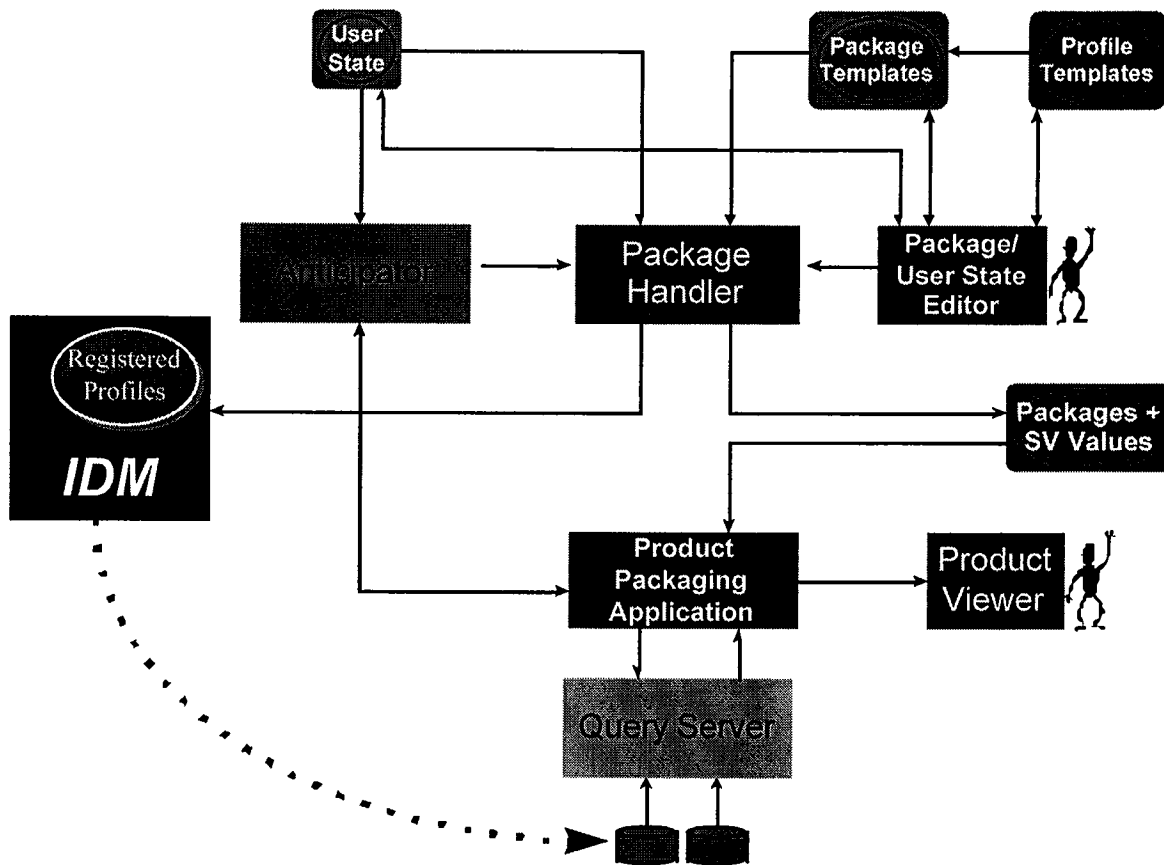 User
State
Package
Templates
Profile
Templates
Anticipator
Package
Handler
Package/
User State
Editor
Registered
Profiles
IDM
Packages +
SV Values
Product
Packaging
Application
Product
Viewer
Query Server